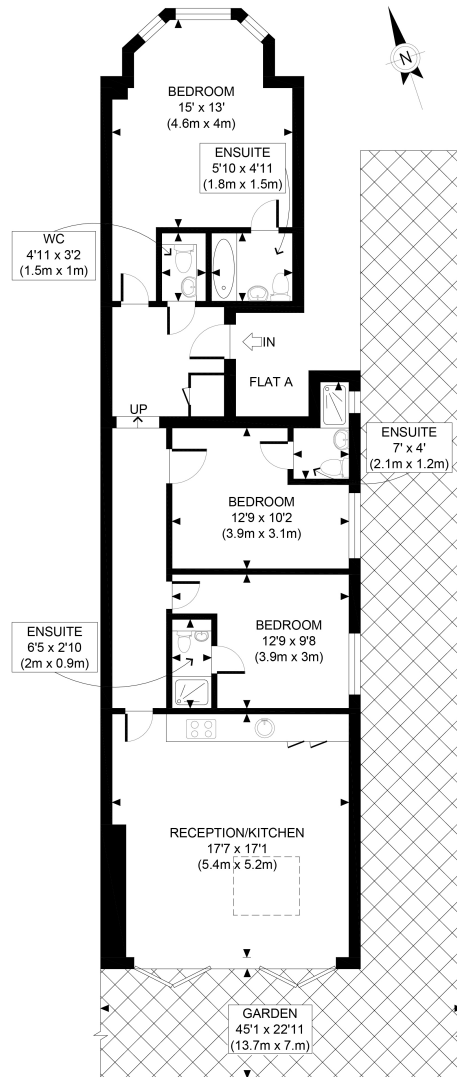 N
BEDROOM
15' x 13'
(4.6m x 4m)
ENSUITE
5'10 x 4'11
(1.8m x 1.5m)
WC
4'11 x 3'2
(1.5m x 1m)
IN
FLAT A
UP
ENSUITE
7' x 4'
(2.1m x 1.2m)
BEDROOM
12'9 x 10'2
(3.9m x 3.1m)
BEDROOM
12'9 x 9'8
(3.9m x 3m)
ENSUITE
6'5 x 2'10
(2m x 0.9m)
RECEPTION/KITCHEN
17'7 x 17'1
(5.4m x 5.2m)
GARDEN
45'1 x 22'11
(13.7m x 7.m)